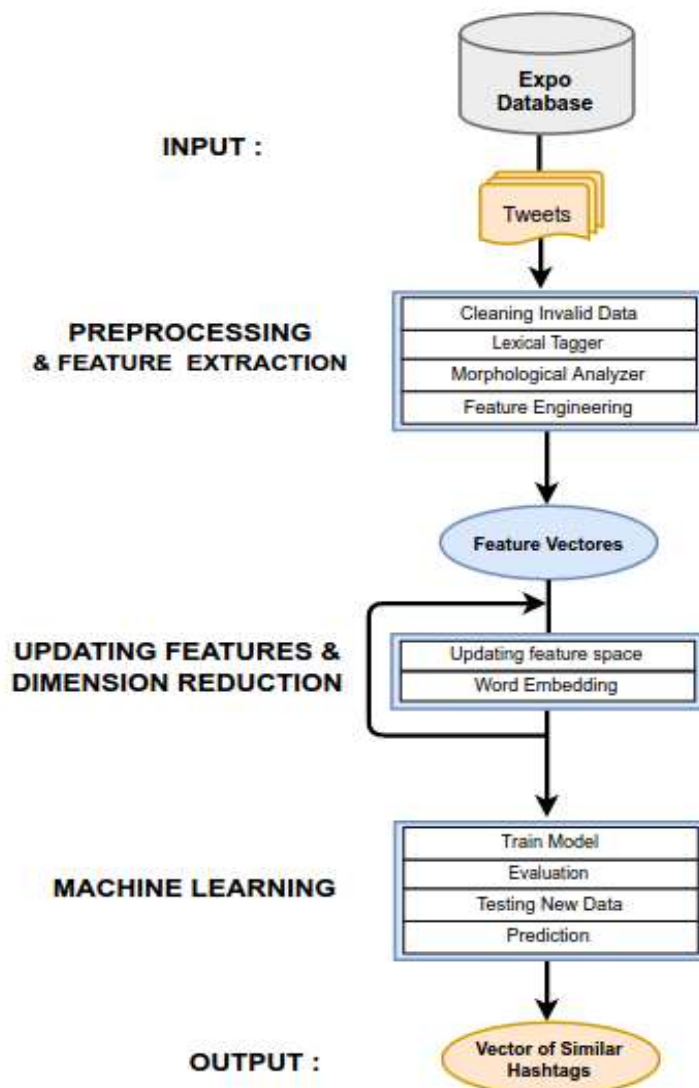 Expo
Database
INPUT :
Tweets
PREPROCESSING
& FEATURE EXTRACTION
Cleaning Invalid Data
Lexical Tagger
Morphological Analyzer
Feature Engineering
Feature Vectores
UPDATING FEATURES &
DIMENSION REDUCTION
Updating feature space
Word Embedding
MACHINE LEARNING
Train Model
Evaluation
Testing New Data
Prediction
OUTPUT :
Vector of Similar
Hashtags